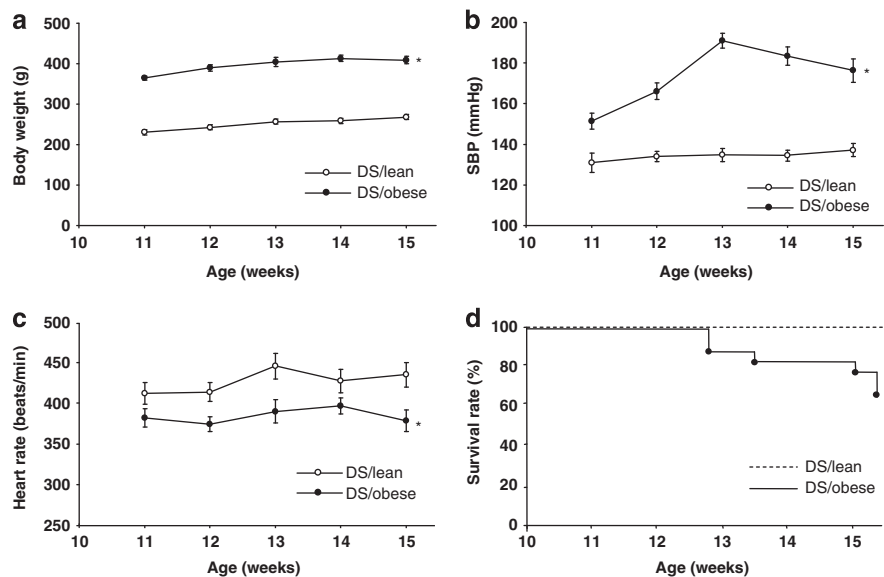 a
Body weight (g)
500
400
300
200
100
0
DS/lean
DS/obese
10 11 12 13 14 15
Age (weeks)
*
b
SBP (mmHg)
200
180
160
140
120
100
DS/lean
DS/obese
10 11 12 13 14 15
Age (weeks)
*
c
Heart rate (beats/min)
500
450
400
350
300
250
DS/lean
DS/obese
10 11 12 13 14 15
Age (weeks)
*
d
Survival rate (%)
100
80
60
40
20
0
DS/lean
DS/obese
10 11 12 13 14 15
Age (weeks)